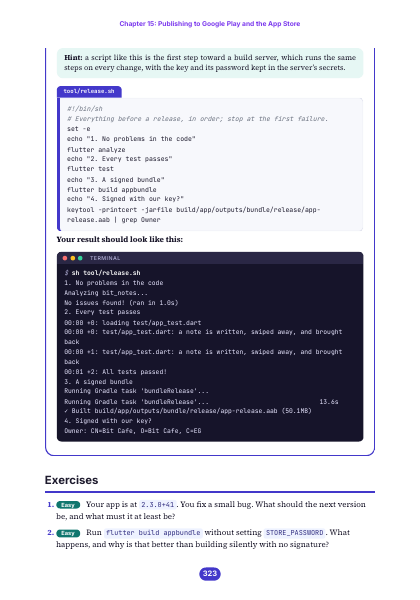 Chapter 15: Publishing to Google Play and the App Store
Hint: a script like this is the first step toward a build server, which runs the same
steps on every change, with the key and its password kept in the server's secrets.
tool/release.sh
#!/bin/sh
# Everything before a release, in order; stop at the first failure.
set -e
echo "1. No problems in the code"
flutter analyze
echo "2. Every test passes"
flutter test
echo "3. A signed bundle"
flutter build appbundle
echo "4. Signed with our key?"
keytool -printcert -jarfile build/app/outputs/bundle/release/app-
release.aab | grep Owner
Your result should look like this:
TERMINAL
$ sh tool/release.sh
1. No problems in the code
Analyzing bit_notes...
No issues found! (ran in 1.0s)
2. Every test passes
00:00 +0: loading test/app_test.dart
00:00 +0: test/app_test.dart: a note is written, swiped away, and brought
back
00:00 +1: test/app_test.dart: a note is written, swiped away, and brought
back
00:01 +2: All tests passed!
3. A signed bundle
Running Gradle task 'bundleRelease'...
Running Gradle task 'bundleRelease'... 13.6s
✓ Built build/app/outputs/bundle/release/app-release.aab (50.1MB)
4. Signed with our key?
Owner: CN=Bit Cafe, O=Bit Cafe, C=EG
Exercises
1. Easy Your app is at 2.3.0+41. You fix a small bug. What should the next version
be, and what must it at least be?
2. Easy Run flutter build appbundle without setting STORE_PASSWORD. What
happens, and why is that better than building silently with no signature?
323